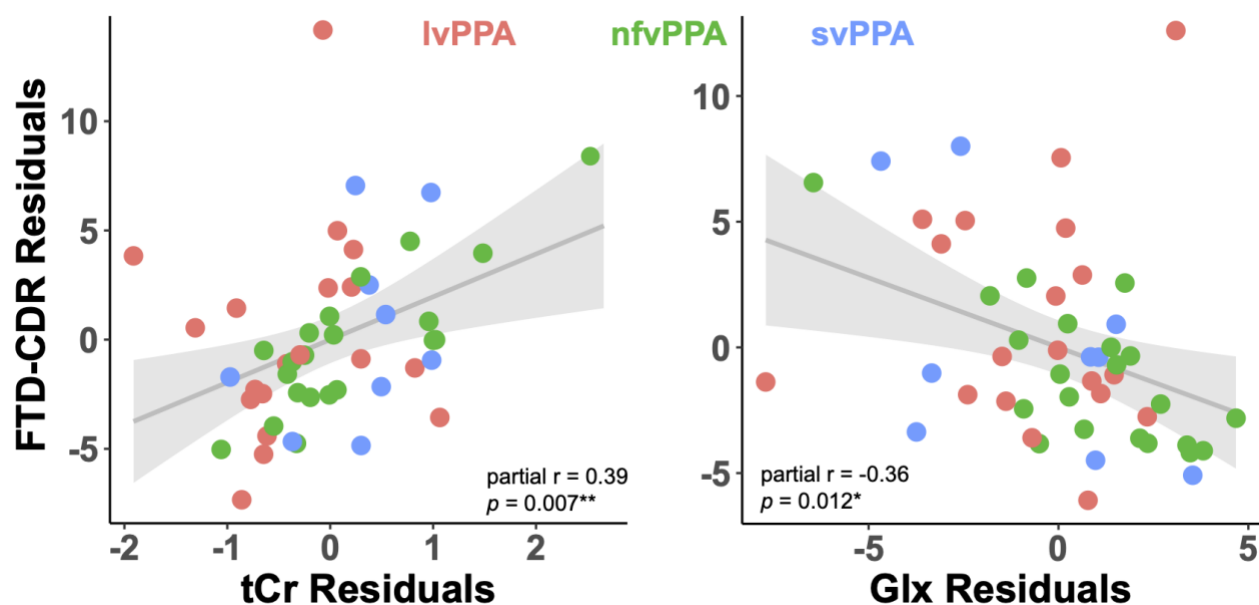 lvPPA nfvPPA svPPA
FTD-CDR Residuals
10
5
0
-5
partial r = 0.39
p = 0.007**
-2 -1 0 1 2
tCr Residuals
10
5
0
-5
partial r = -0.36
p = 0.012*
-5 0 5
Glx Residuals